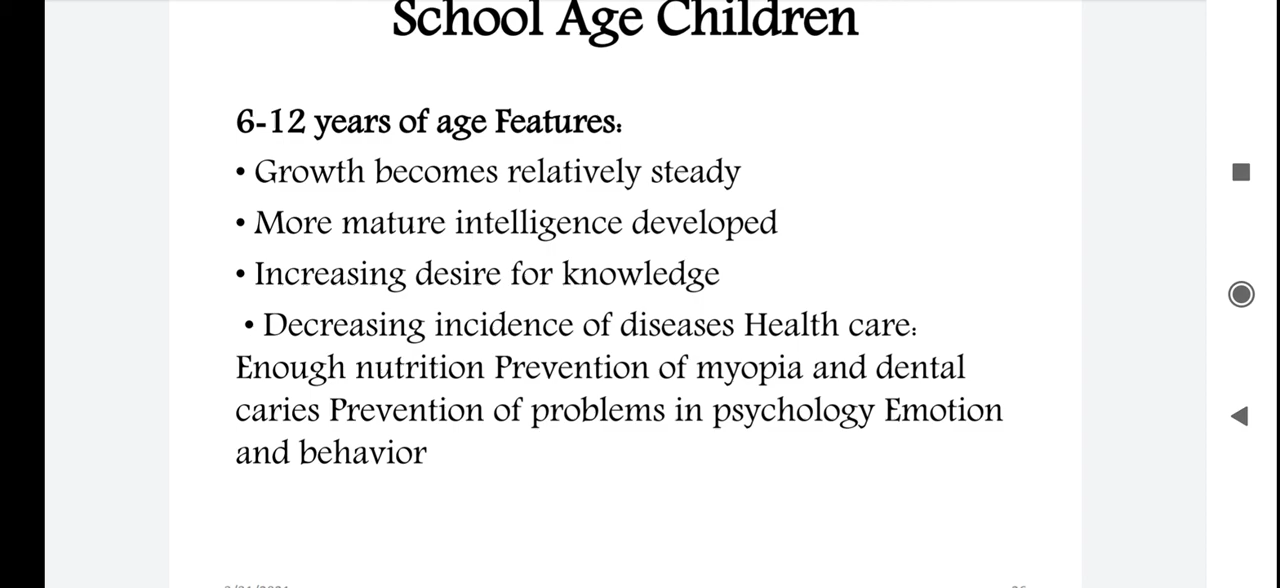 School Age Children
6-12 years of age Features:
• Growth becomes relatively steady
• More mature intelligence developed
• Increasing desire for knowledge
• Decreasing incidence of diseases Health care:
Enough nutrition Prevention of myopia and dental
caries Prevention of problems in psychology Emotion
and behavior